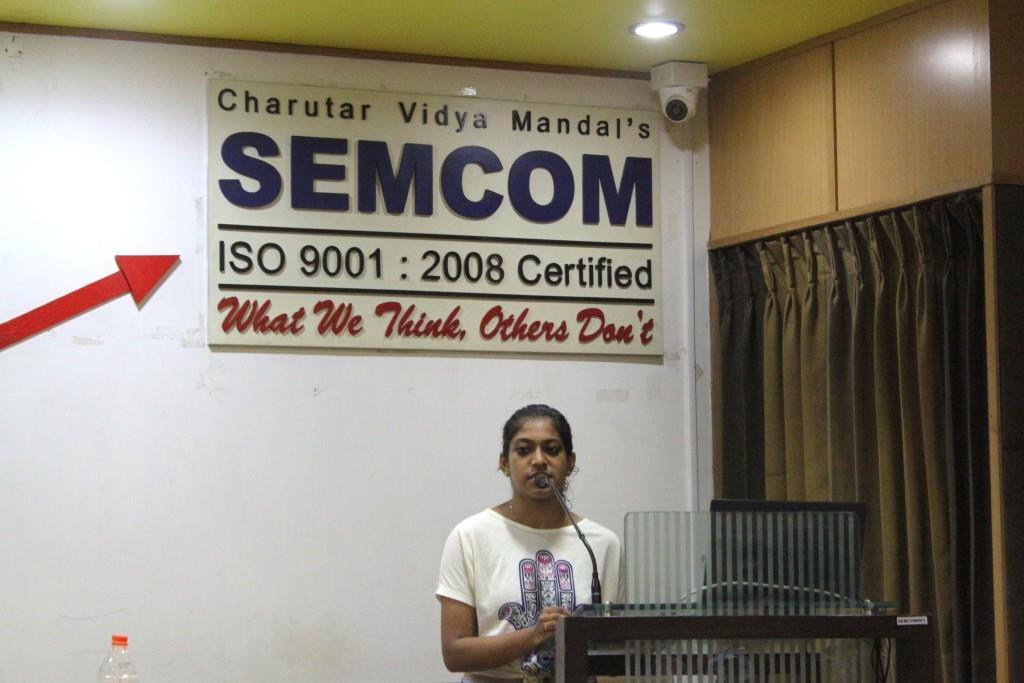 Charutar Vidya Mandal's
SEMCOM
ISO 9001 : 2008 Certified
What We Think, Others Don't